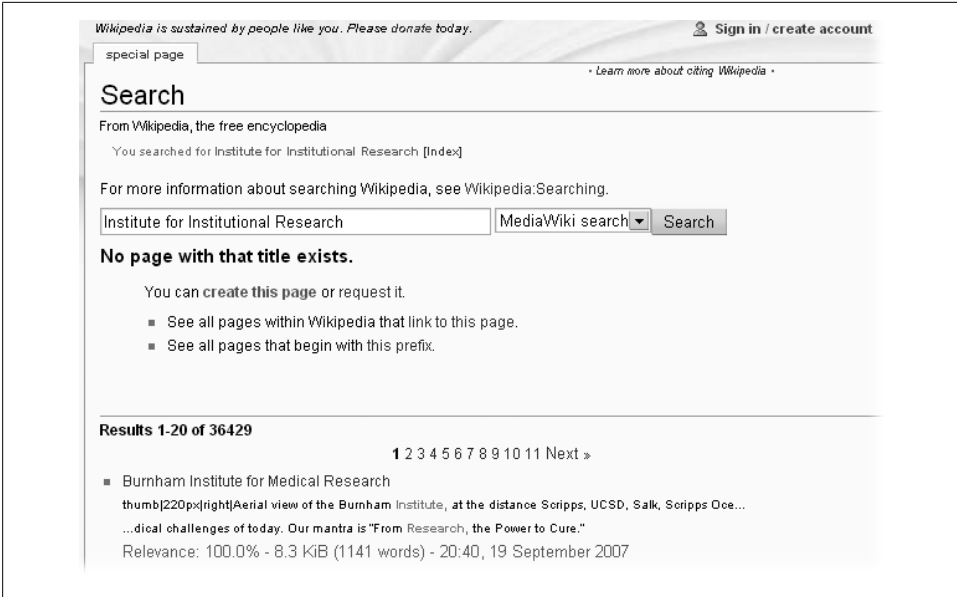 Wikipedia is sustained by people like you. Please donate today.
Sign in / create account
special page
• Learn more about citing Wikipedia •
Search
From Wikipedia, the free encyclopedia
You searched for Institute for Institutional Research [Index]
For more information about searching Wikipedia, see Wikipedia:Searching.
Institute for Institutional Research MediaWiki search Search
No page with that title exists.
You can create this page or request it.
See all pages within Wikipedia that link to this page.
See all pages that begin with this prefix.
Results 1-20 of 36429
1 2 3 4 5 6 7 8 9 10 11 Next »
Burnham Institute for Medical Research
thumb|220px|right|Aerial view of the Burnham Institute, at the distance Scripps, UCSD, Salk, Scripps Oce...
...dical challenges of today. Our mantra is "From Research, the Power to Cure."
Relevance: 100.0% - 8.3 KiB (1141 words) - 20:40, 19 September 2007